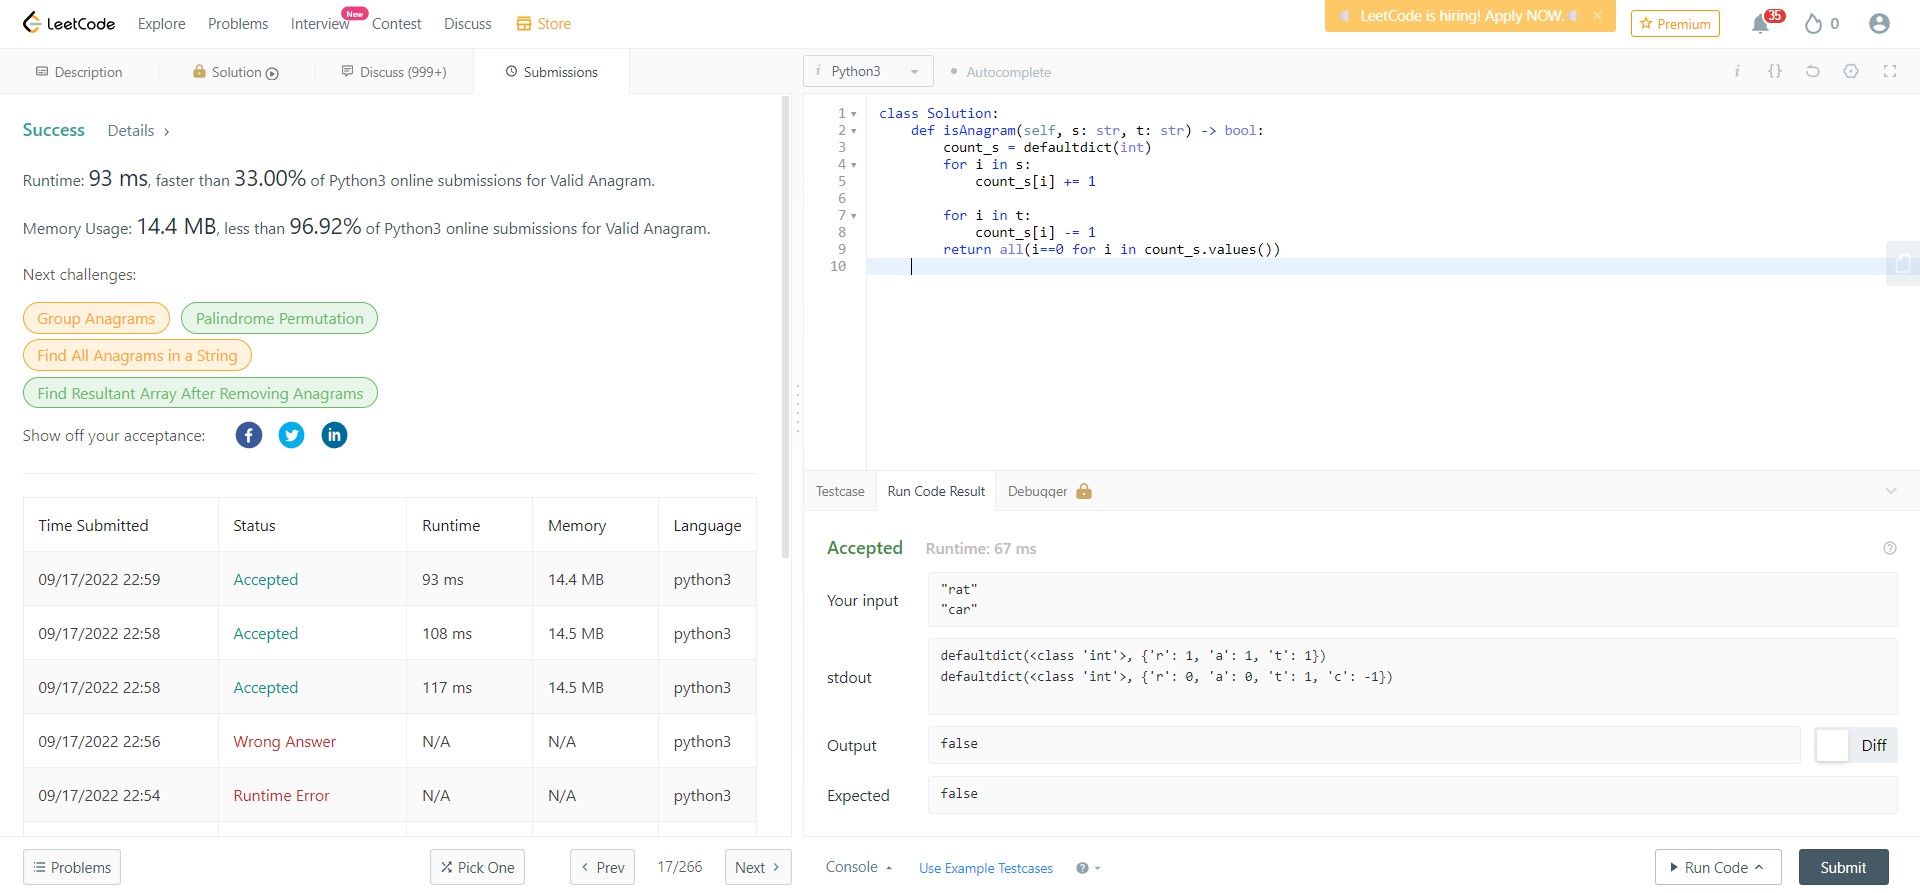 LeetCode Explore Problems Interview New Contest Discuss Store LeetCode is hiring! Apply NOW. Premium 35 0
Description Solution Discuss (999+) Submissions
i Python3 Autocomplete i {}
Success Details >
Runtime: 93 ms, faster than 33.00% of Python3 online submissions for Valid Anagram.
Memory Usage: 14.4 MB, less than 96.92% of Python3 online submissions for Valid Anagram.
Next challenges:
Group Anagrams Palindrome Permutation
Find All Anagrams in a String
Find Resultant Array After Removing Anagrams
Show off your acceptance: f in
Time Submitted Status Runtime Memory Language
09/17/2022 22:59 Accepted 93 ms 14.4 MB python3
09/17/2022 22:58 Accepted 108 ms 14.5 MB python3
09/17/2022 22:58 Accepted 117 ms 14.5 MB python3
09/17/2022 22:56 Wrong Answer N/A N/A python3
09/17/2022 22:54 Runtime Error N/A N/A python3
Problems Pick One < Prev 17/266 Next >
1 class Solution:
2 def isAnagram(self, s: str, t: str) -> bool:
3 count_s = defaultdict(int)
4 for i in s:
5 count_s[i] += 1
6
7 for i in t:
8 count_s[i] -= 1
9 return all(i==0 for i in count_s.values())
10
Testcase Run Code Result Debugger
Accepted Runtime: 67 ms
Your input
"rat"
"car"
stdout
defaultdict(<class 'int'>, {'r': 1, 'a': 1, 't': 1})
defaultdict(<class 'int'>, {'r': 0, 'a': 0, 't': 1, 'c': -1})
Output false Diff
Expected false
Console Use Example Testcases ? Run Code Submit